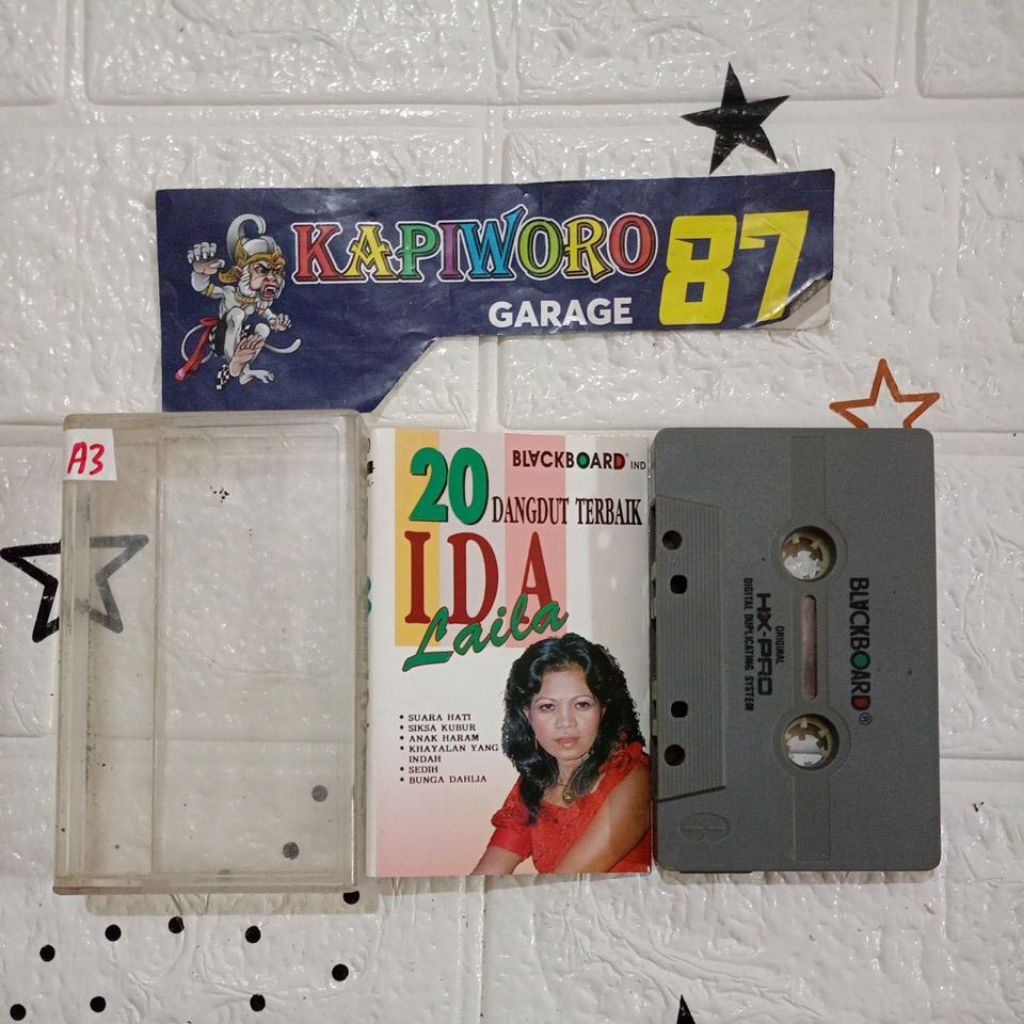 KAPIWORO 87
GARAGE
A3
BLACKBOARD® IND
20 DANGDUT TERBAIK
IDA
Laila
• SUARA HATI
• SIKSA KUBUR
• ANAK HARAM
• KHAYALAN YANG
INDAH
• SEDIH
• BUNGA DAHLIA
BLACKBOARD®
ORIGINAL
HX-PRO
DIGITAL DUPLICATING SYSTEM